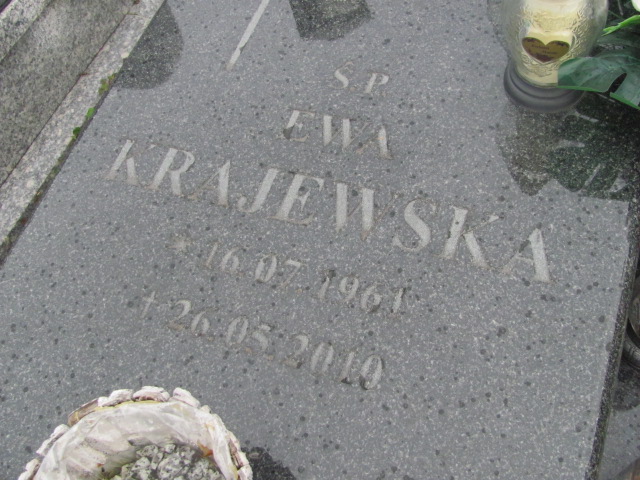 ŚP
EWA
KRAJEWSKA
* 16.07.1961
† 26.05.2010